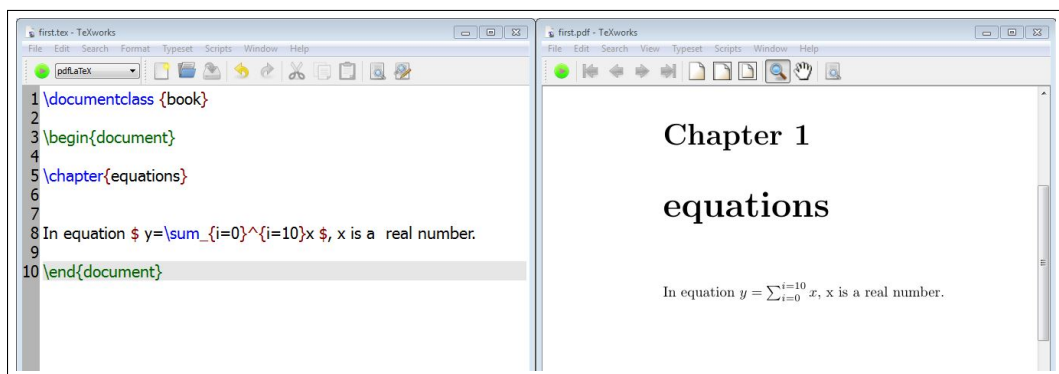 first.tex - TeXworks
File Edit Search Format Typeset Scripts Window Help
pdfLaTeX
1 \documentclass {book}
2
3 \begin{document}
4
5 \chapter{equations}
6
7
8 In equation $ y=\sum_{i=0}^{i=10}x $, x is a  real number.
9
10 \end{document}
first.pdf - TeXworks
File Edit Search View Typeset Scripts Window Help
Chapter 1
equations
In equation y = ∑_{i=0}^{i=10} x, x is a real number.